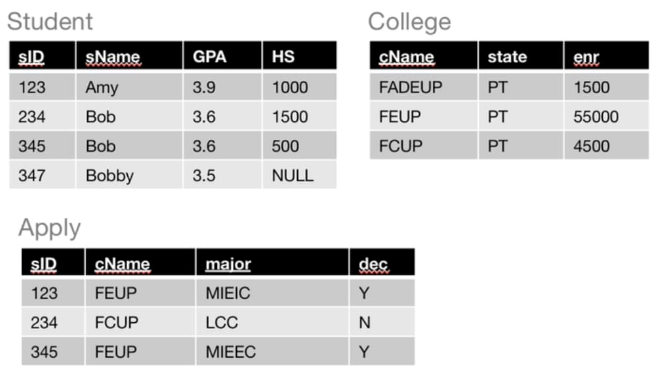 Student
sID sName GPA HS
123 Amy 3.9 1000
234 Bob 3.6 1500
345 Bob 3.6 500
347 Bobby 3.5 NULL
College
cName state enr
FADEUP PT 1500
FEUP PT 55000
FCUP PT 4500
Apply
sID cName major dec
123 FEUP MIEIC Y
234 FCUP LCC N
345 FEUP MIEEC Y